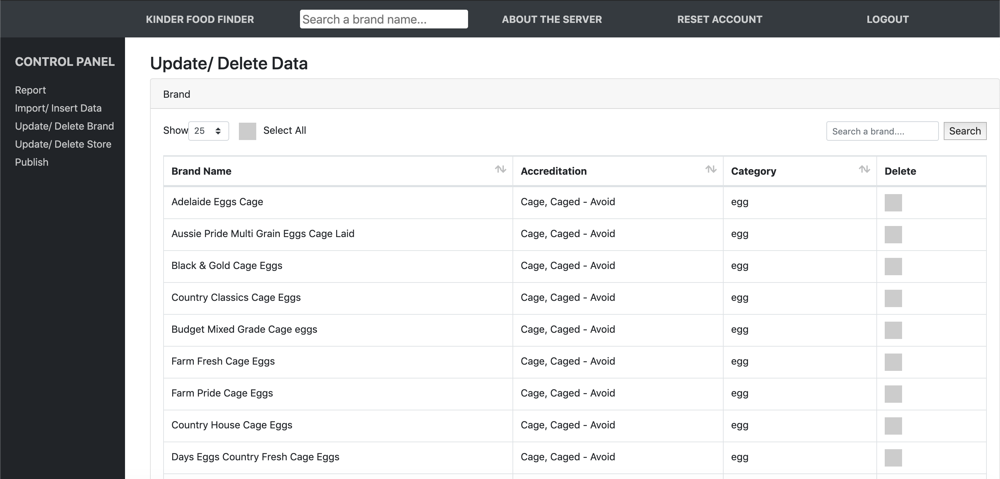 KINDER FOOD FINDER Search a brand name... ABOUT THE SERVER RESET ACCOUNT LOGOUT
CONTROL PANEL
Report
Import/ Insert Data
Update/ Delete Brand
Update/ Delete Store
Publish
Update/ Delete Data
Brand
Show 25 Select All Search a brand.... Search
Brand Name Accreditation Category Delete
Adelaide Eggs Cage Cage, Caged - Avoid egg
Aussie Pride Multi Grain Eggs Cage Laid Cage, Caged - Avoid egg
Black & Gold Cage Eggs Cage, Caged - Avoid egg
Country Classics Cage Eggs Cage, Caged - Avoid egg
Budget Mixed Grade Cage eggs Cage, Caged - Avoid egg
Farm Fresh Cage Eggs Cage, Caged - Avoid egg
Farm Pride Cage Eggs Cage, Caged - Avoid egg
Country House Cage Eggs Cage, Caged - Avoid egg
Days Eggs Country Fresh Cage Eggs Cage, Caged - Avoid egg